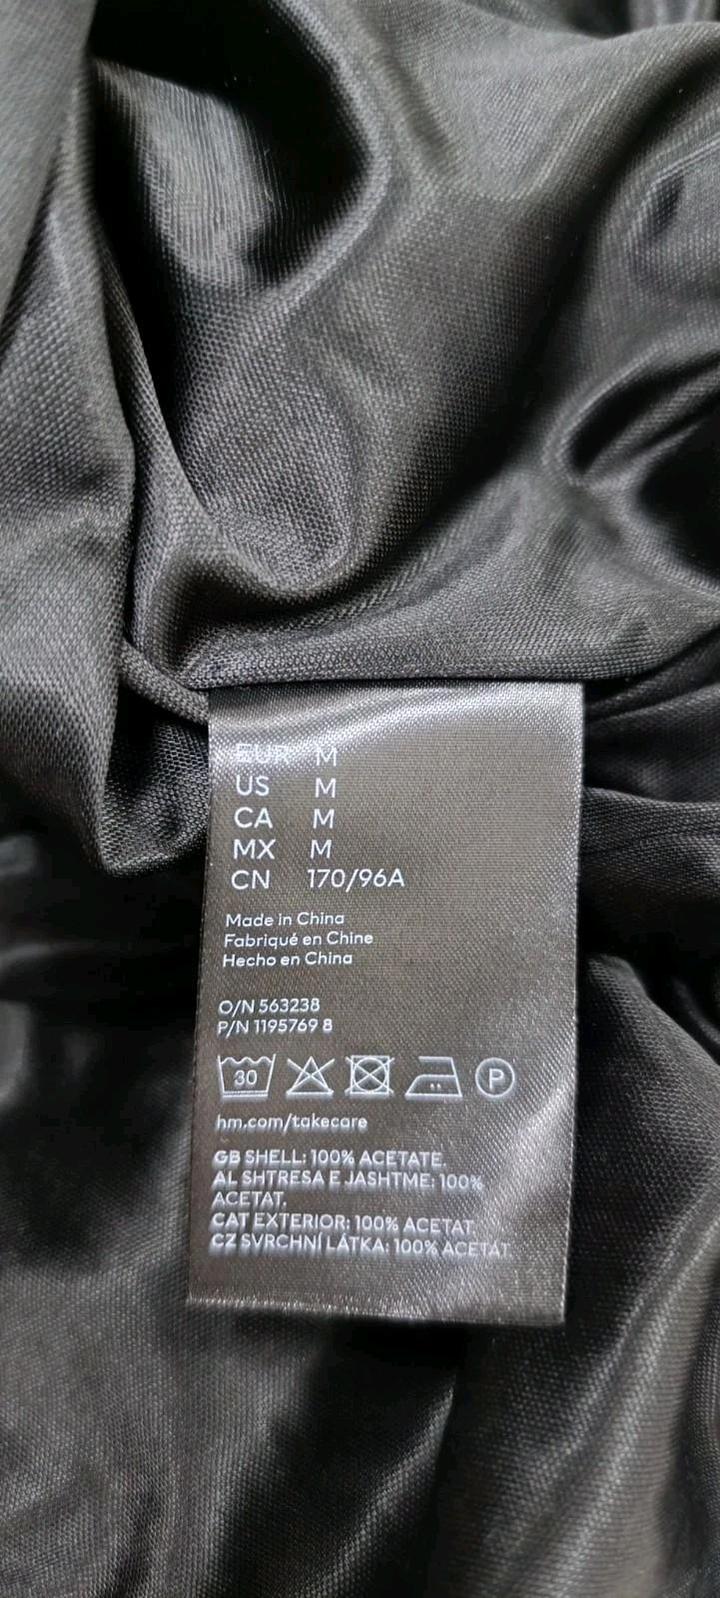 EUR M
US M
CA M
MX M
CN 170/96A
Made in China
Fabriqué en Chine
Hecho en China
O/N 563238
P/N 1195769 8
30 P
hm.com/takecare
GB SHELL: 100% ACETATE.
AL SHTRESA E JASHTME: 100%
ACETAT.
CAT EXTERIOR: 100% ACETAT.
CZ SVRCHNÍ LÁTKA: 100% ACETÁT.